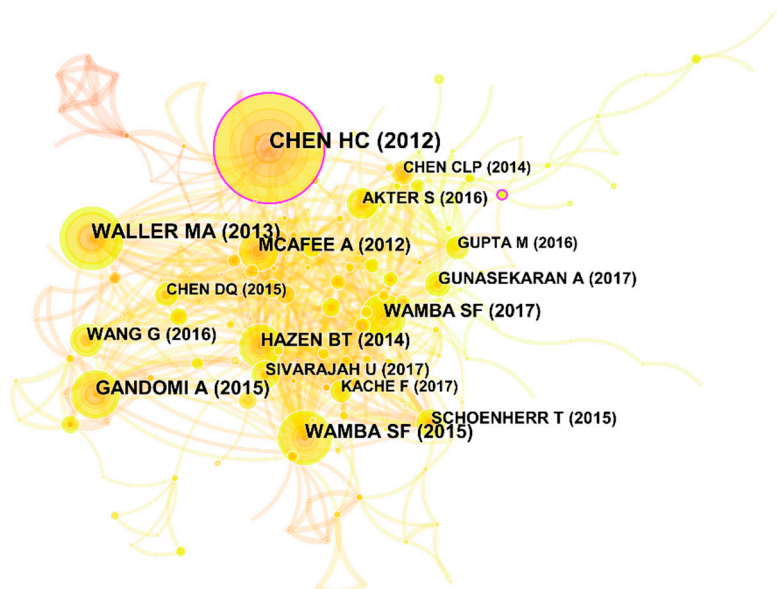 CHEN HC (2012)
CHEN CLP (2014)
AKTER S (2016)
WALLER MA (2013)
MCAFEE A (2012)
GUPTA M (2016)
GUNASEKARAN A (2017)
CHEN DQ (2015)
WAMBA SF (2017)
WANG G (2016)
HAZEN BT (2014)
SIVARAJAH U (2017)
KACHE F (2017)
GANDOMI A (2015)
SCHOENHERR T (2015)
WAMBA SF (2015)